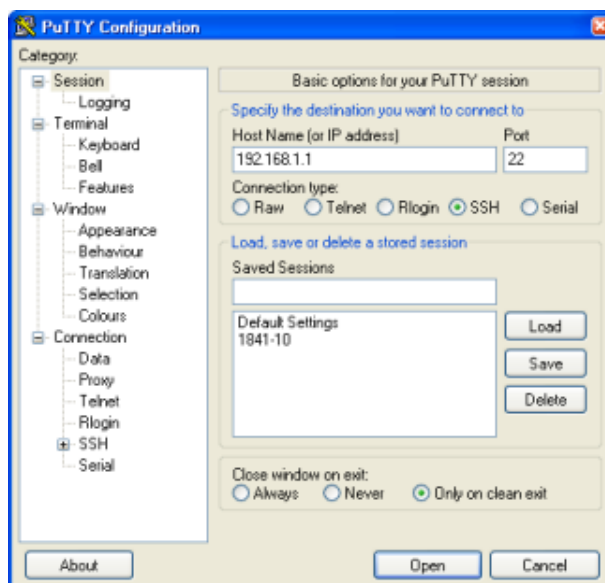 PuTTY Configuration
Category:
Session
Logging
Terminal
Keyboard
Bell
Features
Window
Appearance
Behaviour
Translation
Selection
Colours
Connection
Data
Proxy
Telnet
Rlogin
SSH
Serial
Basic options for your PuTTY session
Specify the destination you want to connect to
Host Name (or IP address) Port
192.168.1.1 22
Connection type:
Raw Telnet Rlogin SSH Serial
Load, save or delete a stored session
Saved Sessions
Default Settings
1841-10
Load
Save
Delete
Close window on exit:
Always Never Only on clean exit
About Open Cancel